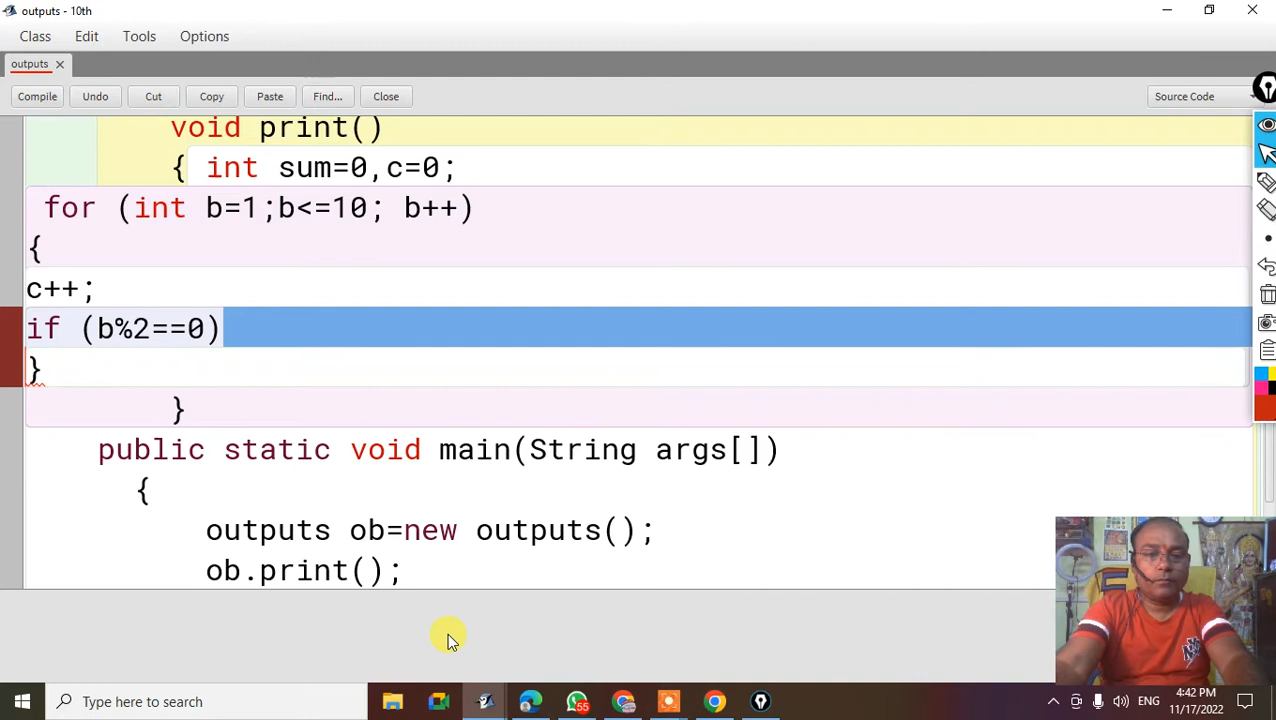 outputs - 10th
Class Edit Tools Options
outputs
Compile Undo Cut Copy Paste Find... Close Source Code
void print()
{ int sum=0,c=0;
for (int b=1;b<=10; b++)
{
c++;
if (b%2==0)
}
}
public static void main(String args[])
{
outputs ob=new outputs();
ob.print();
Type here to search
55
ENG
4:42 PM
11/17/2022